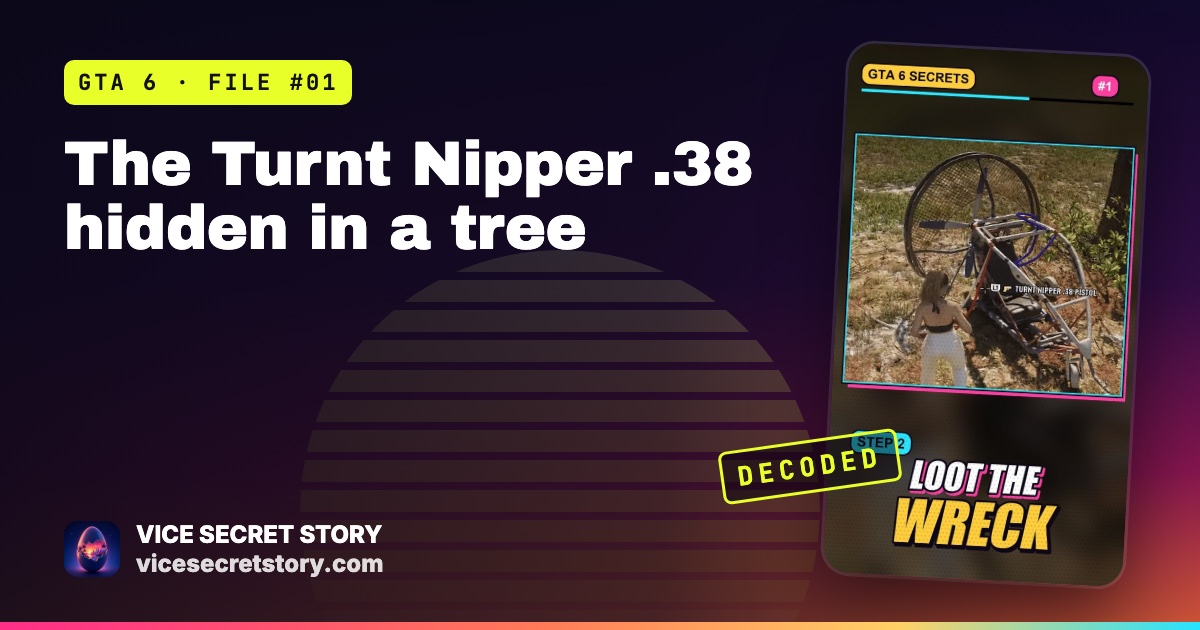 GTA 6 · FILE #01
The Turnt Nipper .38
hidden in a tree
GTA 6 SECRETS
#1
L3 TURNT NIPPER .38 PISTOL
STEP 2
DECODED
LOOT THE
WRECK
VICE SECRET STORY
vicesecretstory.com